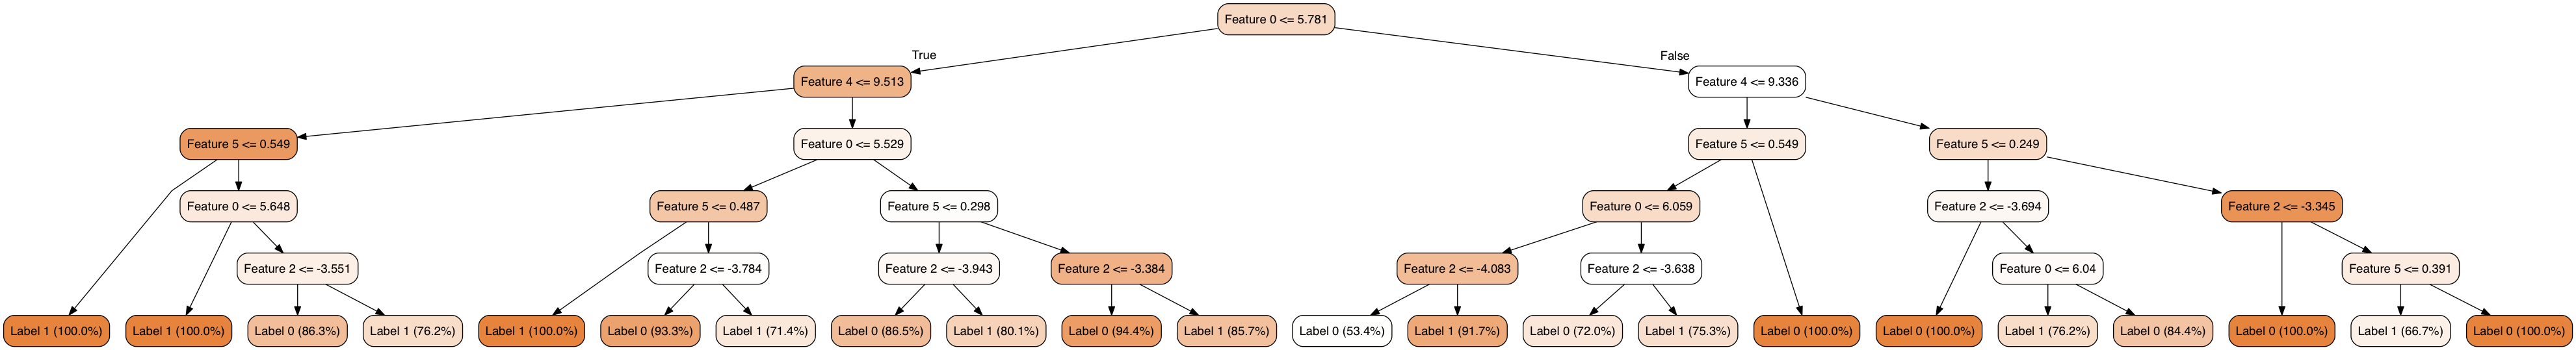 Feature 0 <= 5.781
True
False
Feature 4 <= 9.513
Feature 4 <= 9.336
Feature 5 <= 0.549
Feature 0 <= 5.529
Feature 5 <= 0.549
Feature 5 <= 0.249
Feature 0 <= 5.648
Feature 5 <= 0.487
Feature 5 <= 0.298
Feature 0 <= 6.059
Feature 2 <= -3.694
Feature 2 <= -3.345
Feature 2 <= -3.551
Feature 2 <= -3.784
Feature 2 <= -3.943
Feature 2 <= -3.384
Feature 2 <= -4.083
Feature 2 <= -3.638
Feature 0 <= 6.04
Feature 5 <= 0.391
Label 1 (100.0%)
Label 1 (100.0%)
Label 0 (86.3%)
Label 1 (76.2%)
Label 1 (100.0%)
Label 0 (93.3%)
Label 1 (71.4%)
Label 0 (86.5%)
Label 1 (80.1%)
Label 0 (94.4%)
Label 1 (85.7%)
Label 0 (53.4%)
Label 1 (91.7%)
Label 0 (72.0%)
Label 1 (75.3%)
Label 0 (100.0%)
Label 0 (100.0%)
Label 1 (76.2%)
Label 0 (84.4%)
Label 0 (100.0%)
Label 1 (66.7%)
Label 0 (100.0%)